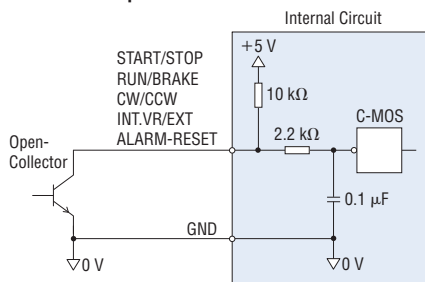 Internal Circuit
+5 V
START/STOP
RUN/BRAKE
CW/CCW
INT.VR/EXT
ALARM-RESET
10 kΩ
C-MOS
2.2 kΩ
Open-
Collector
0.1 µF
GND
0 V
0 V